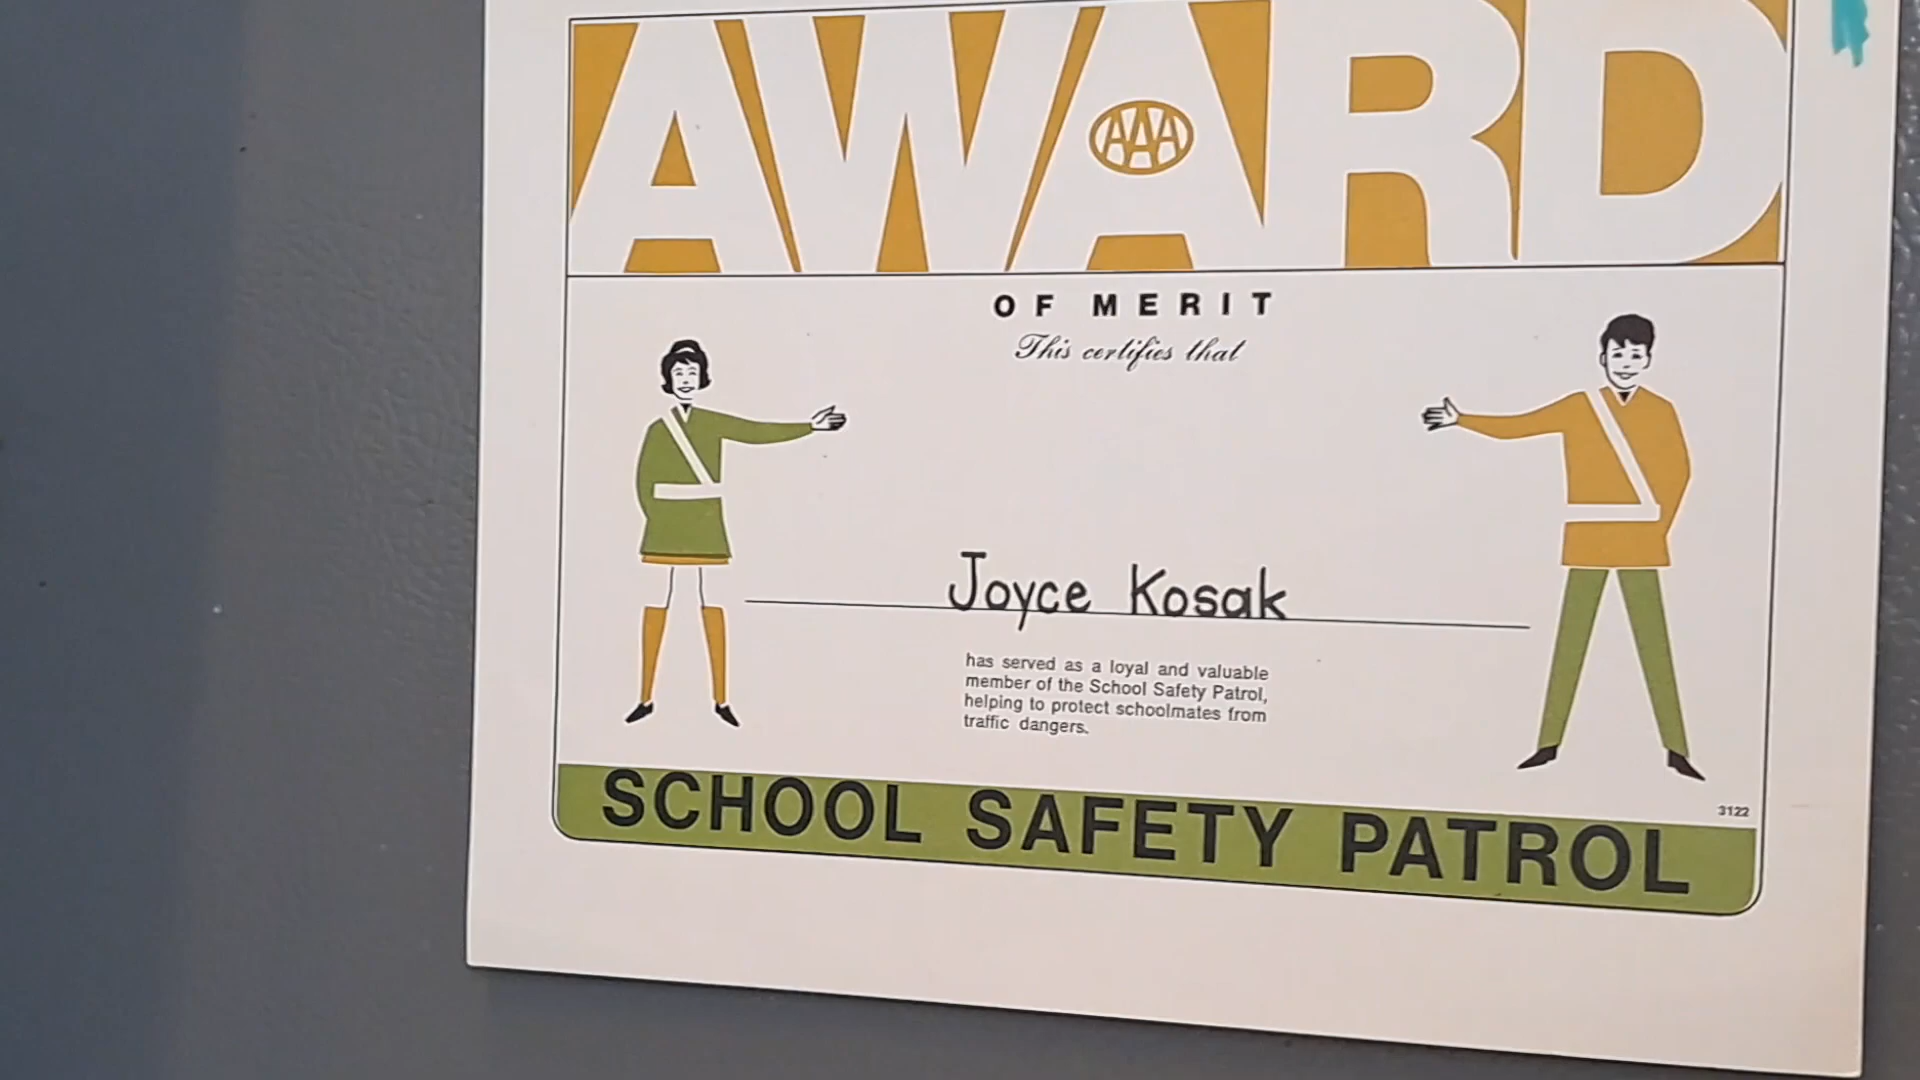 AWARD
AAA
OF MERIT
This certifies that
Joyce Kosak
has served as a loyal and valuable
member of the School Safety Patrol,
helping to protect schoolmates from
traffic dangers.
3122
SCHOOL SAFETY PATROL